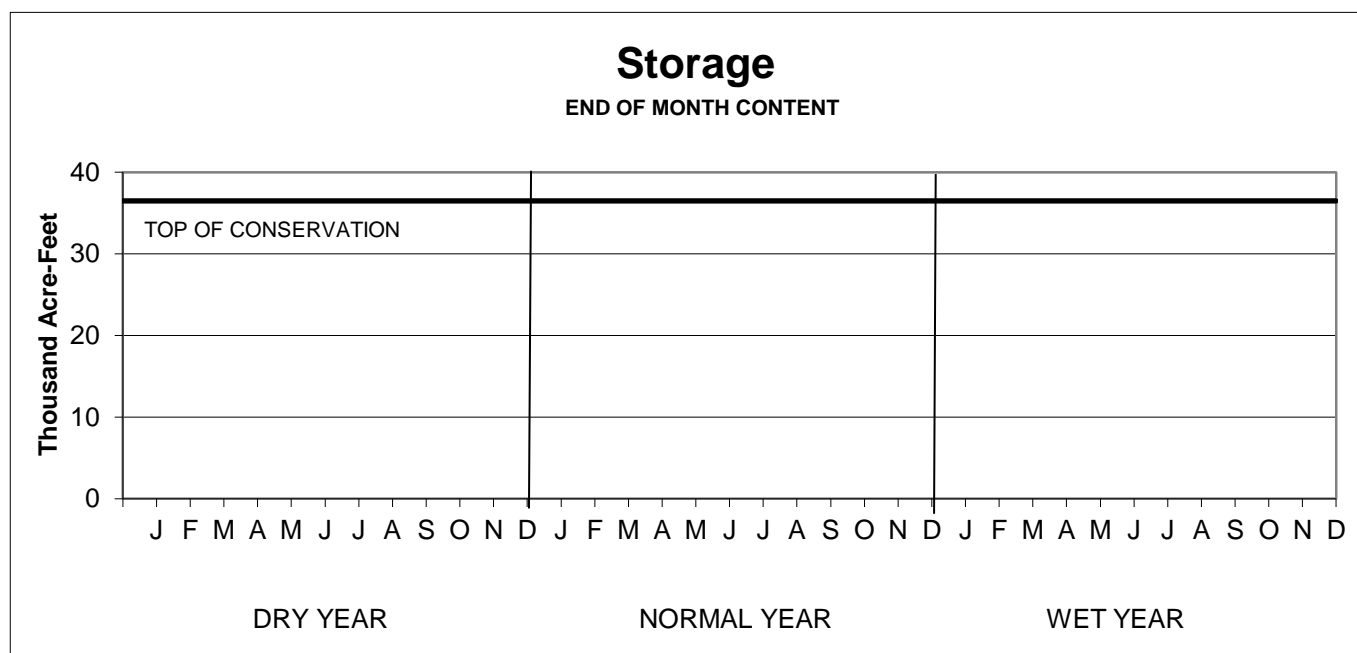 Storage
END OF MONTH CONTENT
Thousand Acre-Feet
40
30
20
10
0
TOP OF CONSERVATION
J F M A M J J A S O N D J F M A M J J A S O N D J F M A M J J A S O N D
DRY YEAR NORMAL YEAR WET YEAR